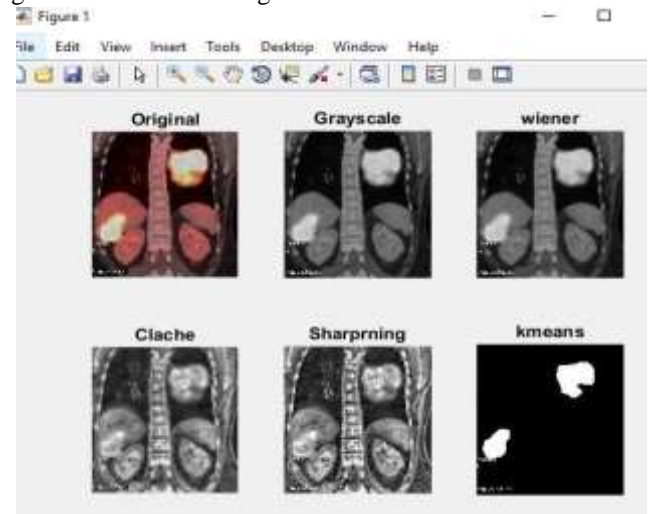 Figure 1
File Edit View Insert Tools Desktop Window Help
Original Grayscale wiener
Clache Sharprning kmeans